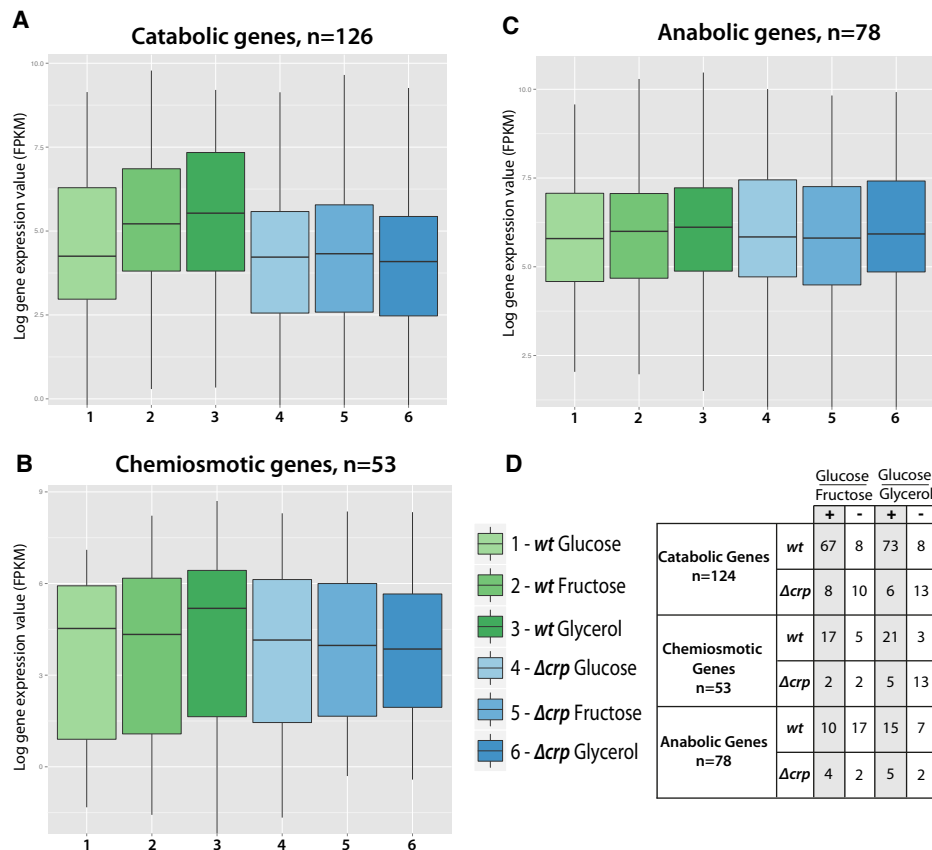 A
Catabolic genes, n=126
Log gene expression value (FPKM)
10.0
7.5
5.0
2.5
0.0
1 2 3 4 5 6
C
Anabolic genes, n=78
Log gene expression value (FPKM)
10.0
7.5
5.0
2.5
1 2 3 4 5 6
B
Chemiosmotic genes, n=53
Log gene expression value (FPKM)
9
6
3
0
1 2 3 4 5 6
1 - wt Glucose
2 - wt Fructose
3 - wt Glycerol
4 - Δcrp Glucose
5 - Δcrp Fructose
6 - Δcrp Glycerol
D
Glucose Glucose
Fructose Glycerol
+ - + -
Catabolic Genes
n=124
wt 67 8 73 8
Δcrp 8 10 6 13
Chemiosmotic
Genes
n=53
wt 17 5 21 3
Δcrp 2 2 5 13
Anabolic Genes
n=78
wt 10 17 15 7
Δcrp 4 2 5 2